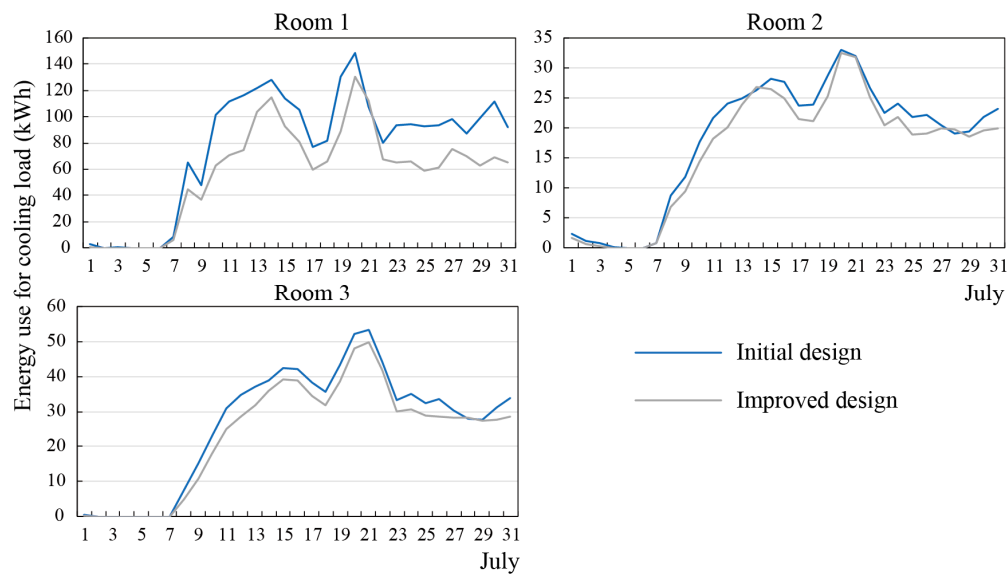 Room 1
Room 2
Energy use for cooling load (kWh)
160
140
120
100
80
60
40
20
0
1 3 5 7 9 11 13 15 17 19 21 23 25 27 29 31
35
30
25
20
15
10
5
0
1 3 5 7 9 11 13 15 17 19 21 23 25 27 29 31
July
Room 3
60
50
40
30
20
10
0
1 3 5 7 9 11 13 15 17 19 21 23 25 27 29 31
July
Initial design
Improved design